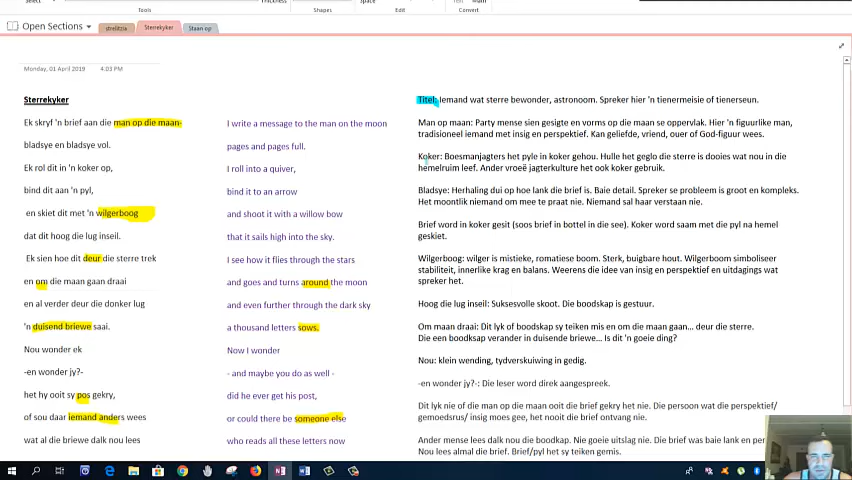 Select
Tools
Thickness
Shapes
Space
Edit
Text Math
Convert
Open Sections
strelitzia
Sterrekyker
Staan op
Monday, 01 April 2019 4:03 PM
Sterrekyker
Ek skryf 'n brief aan die man op die maan-
bladsye en bladsye vol.
Ek rol dit in 'n koker op,
bind dit aan 'n pyl,
en skiet dit met 'n wilgerboog
dat dit hoog die lug inseil.
Ek sien hoe dit deur die sterre trek
en om die maan gaan draai
en al verder deur die donker lug
'n duisend briewe saai.
Nou wonder ek
-en wonder jy?-
het hy ooit sy pos gekry,
of sou daar iemand anders wees
wat al die briewe dalk nou lees
I write a message to the man on the moon
pages and pages full.
I roll into a quiver,
bind it to an arrow
and shoot it with a willow bow
that it sails high into the sky.
I see how it flies through the stars
and goes and turns around the moon
and even further through the dark sky
a thousand letters sows.
Now I wonder
- and maybe you do as well -
did he ever get his post,
or could there be someone else
who reads all these letters now
Titel: Iemand wat sterre bewonder, astronoom. Spreker hier 'n tienermeisie of tienerseun.
Man op maan: Party mense sien gesigte en vorms op die maan se oppervlak. Hier 'n figuurlike man,
tradisioneel iemand met insig en perspektief. Kan geliefde, vriend, ouer of God-figuur wees.
Koker: Boesmanjagters het pyle in koker gehou. Hulle het geglo die sterre is dooies wat nou in die
hemelruim leef. Ander vroeë jagterkulture het ook koker gebruik.
Bladsye: Herhaling dui op hoe lank die brief is. Baie detail. Spreker se probleem is groot en kompleks.
Het moontlik niemand om mee te praat nie. Niemand sal haar verstaan nie.
Brief word in koker gesit (soos brief in bottel in die see). Koker word saam met die pyl na hemel
geskiet.
Wilgerboog: wilger is mistieke, romatiese boom. Sterk, buigbare hout. Wilgerboom simboliseer
stabiliteit, innerlike krag en balans. Weerens die idee van insig en perspektief en uitdagings wat
spreker het.
Hoog die lug inseil: Suksesvolle skoot. Die boodskap is gestuur.
Om maan draai: Dit lyk of boodskap sy teiken mis en om die maan gaan... deur die sterre.
Die een boodskap verander in duisende briewe... Is dit 'n goeie ding?
Nou: klein wending, tydverskuiwing in gedig.
-en wonder jy?-: Die leser word direk aangespreek.
Dit lyk nie of die man op die maan ooit die brief gekry het nie. Die persoon wat die perspektief/
gemoedsrus/ insig moes gee, het nooit die brief ontvang nie.
Ander mense lees dalk nou die boodkap. Nie goeie uitslag nie. Die brief was baie lank en
Nou lees almal die brief. Brief/pyl het sy teiken gemis.